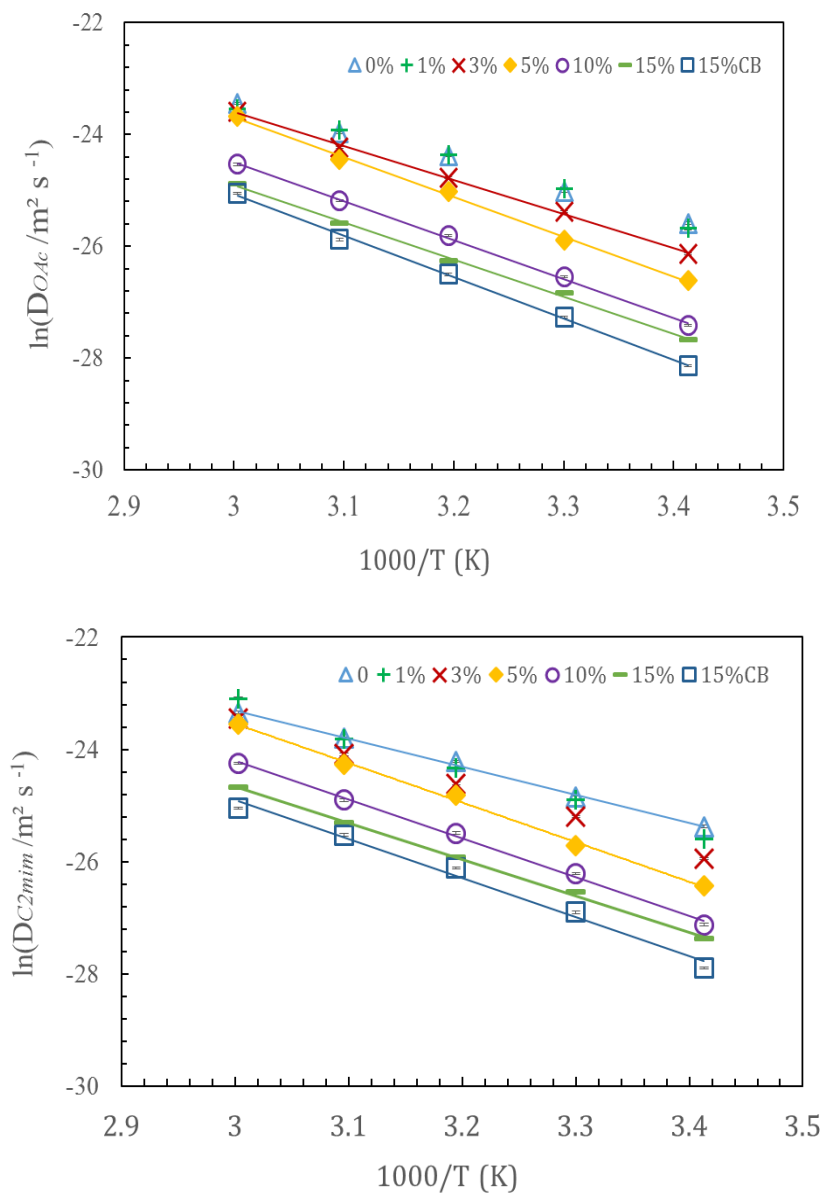 -22
0% 1% 3% 5% 10% 15% 15%CB
-24
-26
-28
-30
ln(DOAc /m² s ⁻¹)
2.9 3 3.1 3.2 3.3 3.4 3.5
1000/T (K)
-22
0 1% 3% 5% 10% 15% 15%CB
-24
-26
-28
-30
ln(DC2mim /m² s ⁻¹)
2.9 3 3.1 3.2 3.3 3.4 3.5
1000/T (K)